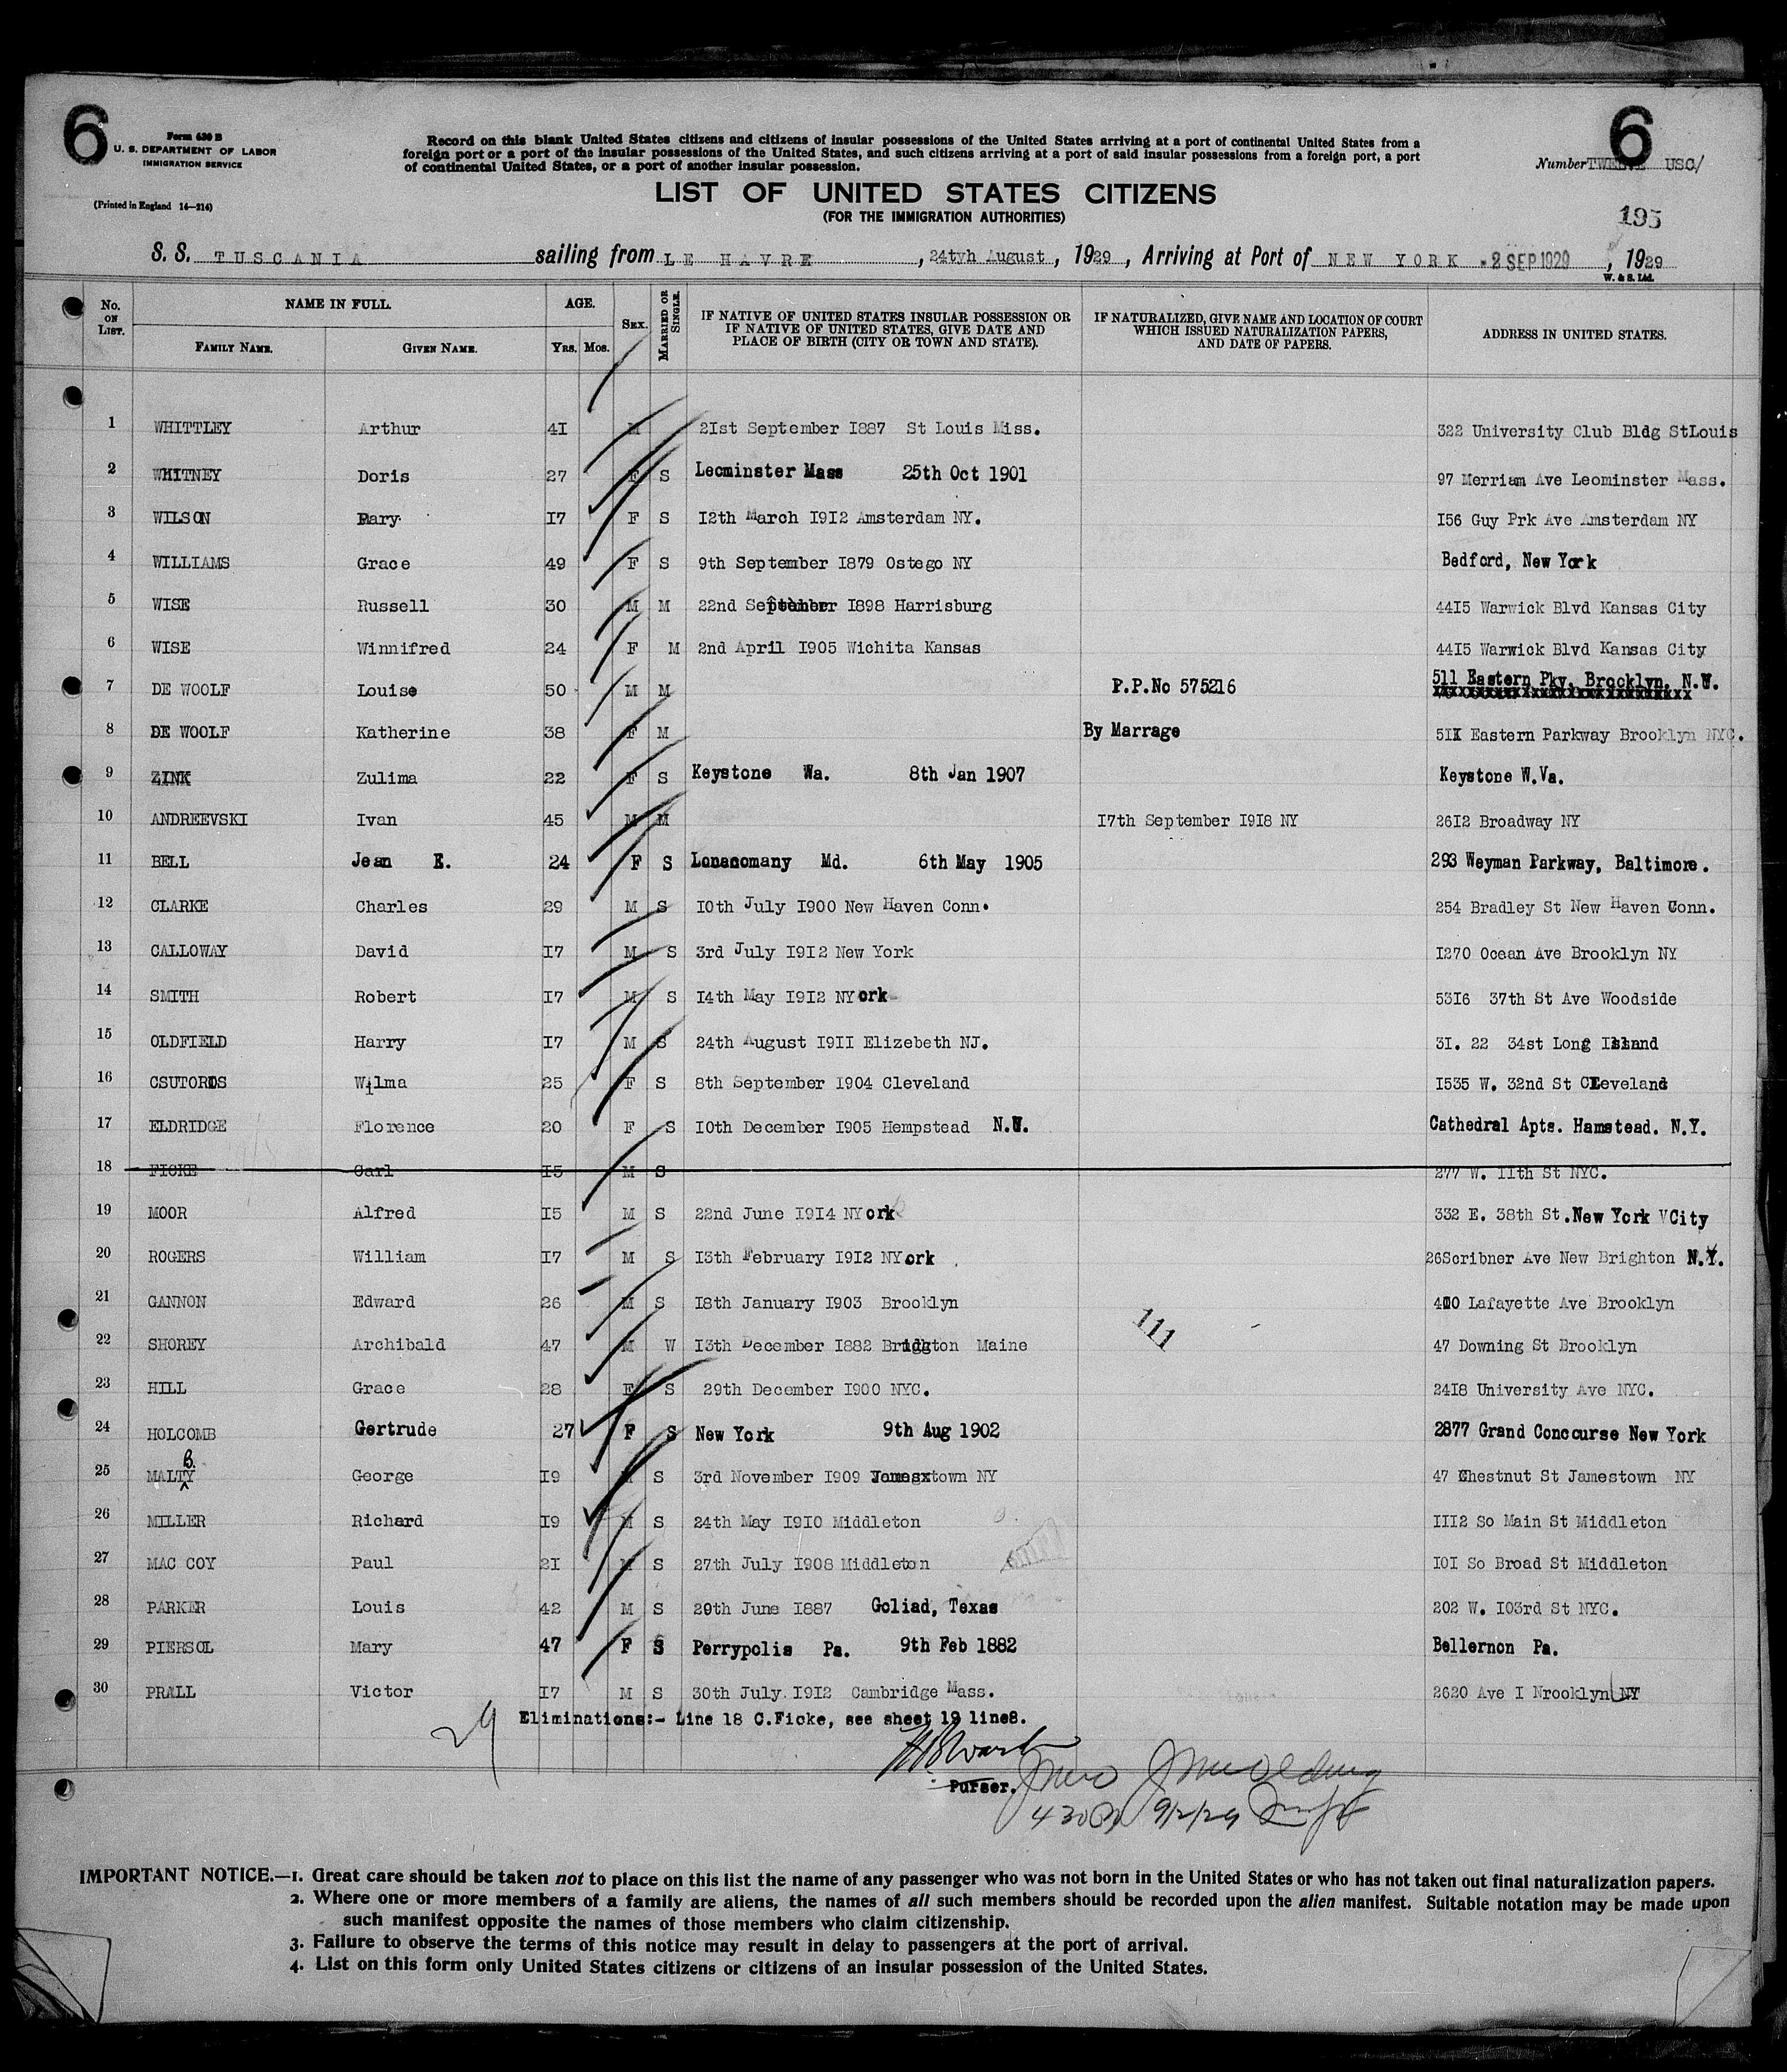 6
6
Form 630 B
U. S. DEPARTMENT OF LABOR
IMMIGRATION SERVICE
(Printed in England 14—214)
Record on this blank United States citizens and citizens of insular possessions of the United States arriving at a port of continental United States from a
foreign port or a port of the insular possessions of the United States, and such citizens arriving at a port of said insular possessions from a foreign port, a port
of continental United States, or a port of another insular possession.
Number TWELVE USC/
LIST OF UNITED STATES CITIZENS
(FOR THE IMMIGRATION AUTHORITIES)
195
S. S. TUSCANIA sailing from LE HAVRE, 24tyh August, 1929, Arriving at Port of NEW YORK -2 SEP 1929, 1929
W. & S. Ltd.
No. ON LIST. NAME IN FULL. FAMILY NAME. GIVEN NAME. AGE. YRS. MOS. SEX. MARRIED OR SINGLE. IF NATIVE OF UNITED STATES INSULAR POSSESSION OR IF NATIVE OF UNITED STATES, GIVE DATE AND PLACE OF BIRTH (CITY OR TOWN AND STATE). IF NATURALIZED, GIVE NAME AND LOCATION OF COURT WHICH ISSUED NATURALIZATION PAPERS, AND DATE OF PAPERS. ADDRESS IN UNITED STATES.
1 WHITTLEY Arthur 41 M 21st September 1887 St Louis Miss. 322 University Club Bldg StLouis
2 WHITNEY Doris 27 F S Leominster Mass 25th Oct 1901 97 Merriam Ave Leominster Mass.
3 WILSON Mary 17 F S 12th March 1912 Amsterdam NY. 156 Guy Prk Ave Amsterdam NY
4 WILLIAMS Grace 49 F S 9th September 1879 Ostego NY Bedford, New York
5 WISE Russell 30 M M 22nd September 1898 Harrisburg 4415 Warwick Blvd Kansas City
6 WISE Winnifred 24 F M 2nd April 1905 Wichita Kansas 4415 Warwick Blvd Kansas City
7 DE WOOLF Louise 50 M M P.P.No 575216 511 Eastern Pky, Brooklyn, N.Y.
8 DE WOOLF Katherine 38 F M By Marrage 511 Eastern Parkway Brooklyn NYC.
9 ZINK Zulima 22 F S Keystone Wa. 8th Jan 1907 Keystone W.Va.
10 ANDREEVSKI Ivan 45 M M 17th September 1918 NY 2612 Broadway NY
11 BELL Jean E. 24 F S Lonacomany Md. 6th May 1905 293 Weyman Parkway, Baltimore.
12 CLARKE Charles 29 M S 10th July 1900 New Haven Conn. 254 Bradley St New Haven Conn.
13 CALLOWAY David 17 M S 3rd July 1912 New York 1270 Ocean Ave Brooklyn NY
14 SMITH Robert 17 M S 14th May 1912 NYork 5316 37th St Ave Woodside
15 OLDFIELD Harry 17 M S 24th August 1911 Elizebeth NJ. 31. 22 34st Long Island
16 CSUTORDS Wilma 25 F S 8th September 1904 Cleveland 1535 W. 32nd St Cleveland
17 ELDRIDGE Florence 20 F S 10th December 1905 Hempstead N.Y. Cathedral Apts. Hamstead. N.Y.
18 FICKE Carl 15 M S 277 W. 11th St NYC.
19 MOOR Alfred 15 M S 22nd June 1914 NYork 332 E. 38th St.New York City
20 ROGERS William 17 M S 13th February 1912 NYork 26Scribner Ave New Brighton N.Y.
21 GANNON Edward 26 M S 18th January 1903 Brooklyn 400 Lafayette Ave Brooklyn
22 SHOREY Archibald 47 M W 13th December 1882 Bridgton Maine 47 Downing St Brooklyn
111
23 HILL Grace 28 F S 29th December 1900 NYC. 2418 University Ave NYC.
24 HOLCOMB Gertrude 27 F S New York 9th Aug 1902 2877 Grand Concourse New York
25 MALTBY George 19 M S 3rd November 1909 Jamestown NY 47 Chestnut St Jamestown NY
26 MILLER Richard 19 M S 24th May 1910 Middleton 1112 So Main St Middleton
27 MAC COY Paul 21 M S 27th July 1908 Middleton 101 So Broad St Middleton
28 PARKER Louis 42 M S 29th June 1887 Goliad, Texas 202 W. 103rd St NYC.
29 PIERSOL Mary 47 F S Perrypolis Pa. 9th Feb 1882 Bellernon Pa.
30 PRALL Victor 17 M S 30th July 1912 Cambridge Mass. 2620 Ave I Nrooklyn NY
29 Eliminations:- Line 18 C.Ficke, see sheet 19 line8.
Purser.
430 9/2/29
IMPORTANT NOTICE.—1. Great care should be taken not to place on this list the name of any passenger who was not born in the United States or who has not taken out final naturalization papers.
2. Where one or more members of a family are aliens, the names of all such members should be recorded upon the alien manifest. Suitable notation may be made upon
such manifest opposite the names of those members who claim citizenship.
3. Failure to observe the terms of this notice may result in delay to passengers at the port of arrival.
4. List on this form only United States citizens or citizens of an insular possession of the United States.